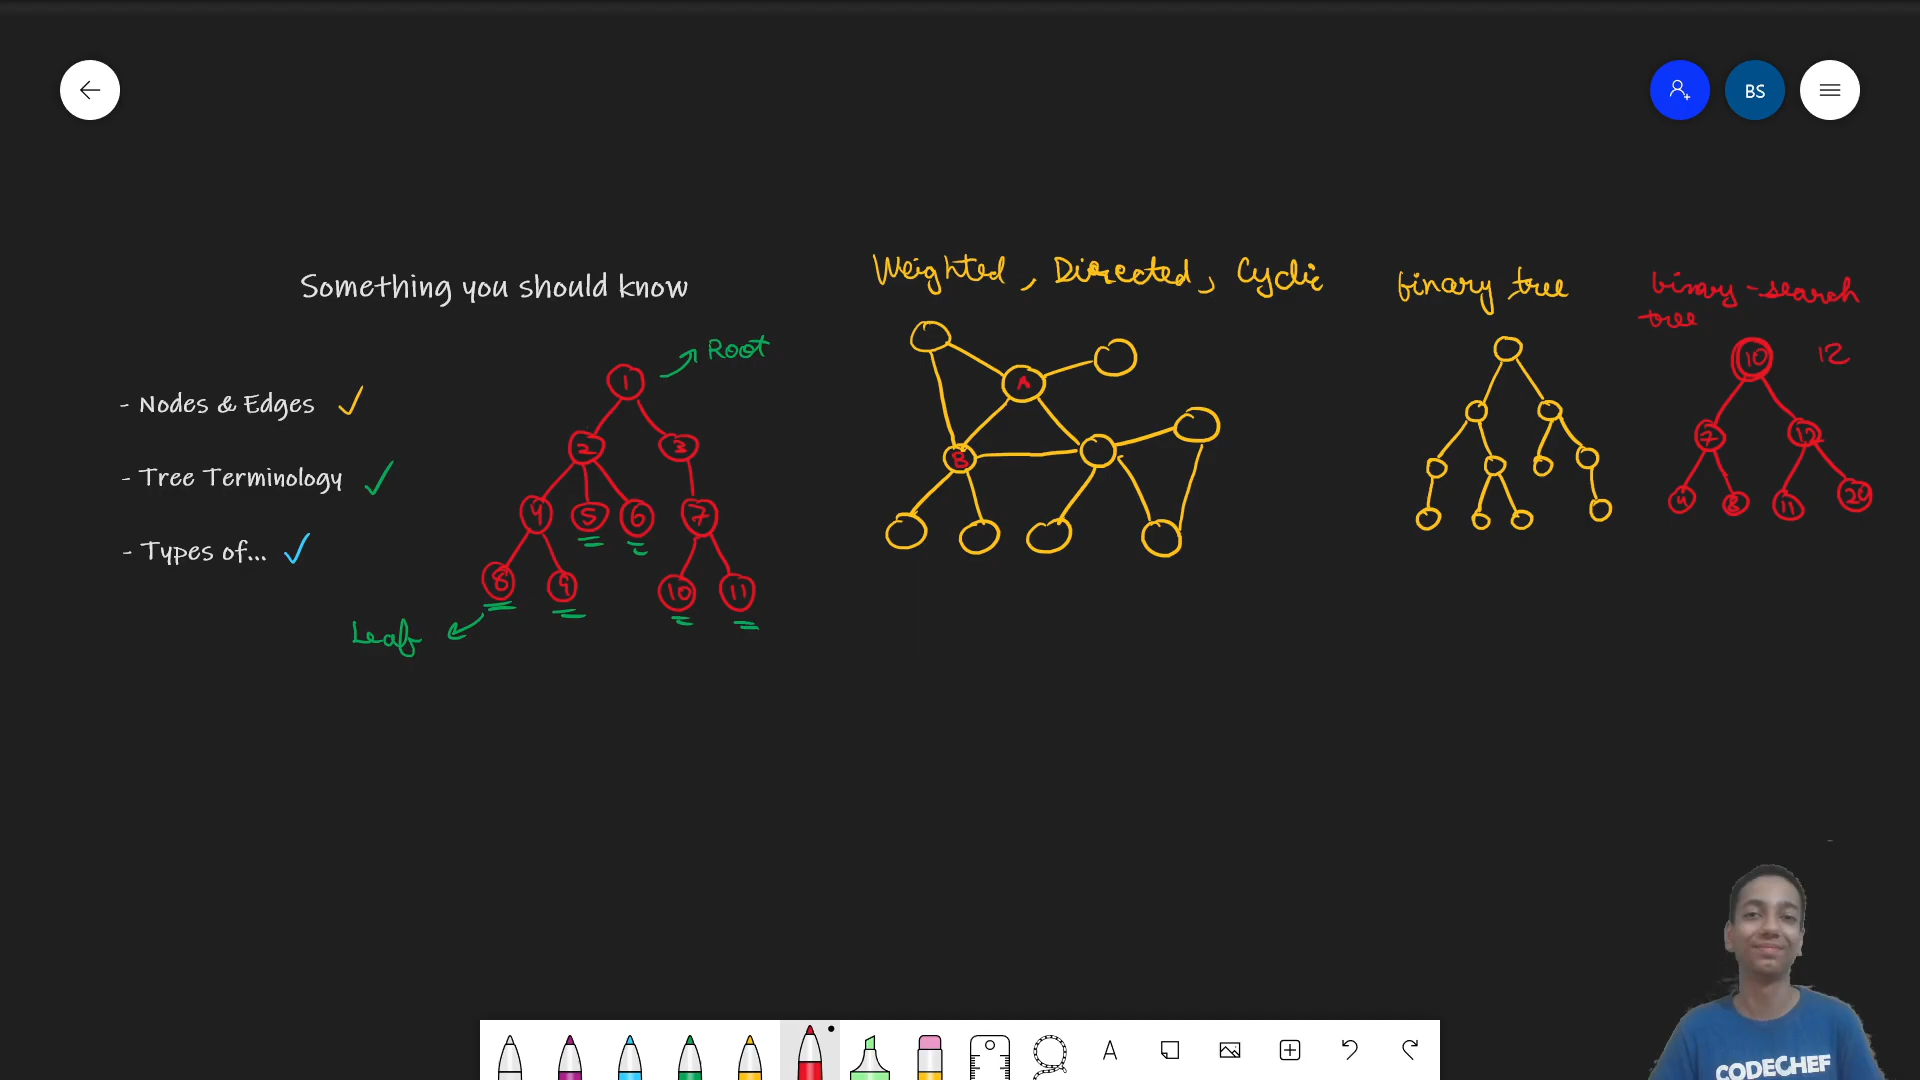 BS
Something you should know
- Nodes & Edges
- Tree Terminology
- Types of...
Root
1
2
3
4
5
6
7
8
9
10
11
Leaf
Weighted, Directed, Cyclic
A
B
binary tree
binary-search
tree
10
12
7
12
4
8
11
20
A
CODECHEF